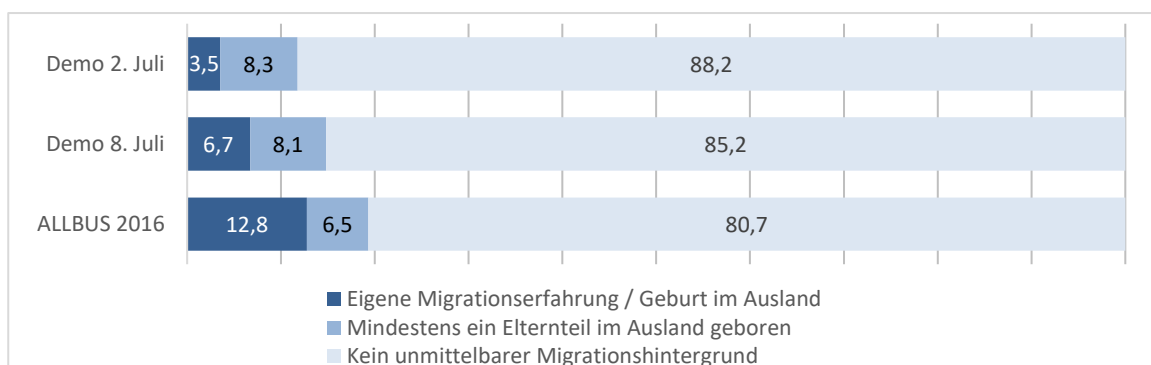 Demo 2. Juli 3,5 8,3 88,2
Demo 8. Juli 6,7 8,1 85,2
ALLBUS 2016 12,8 6,5 80,7
Eigene Migrationserfahrung / Geburt im Ausland
Mindestens ein Elternteil im Ausland geboren
Kein unmittelbarer Migrationshintergrund